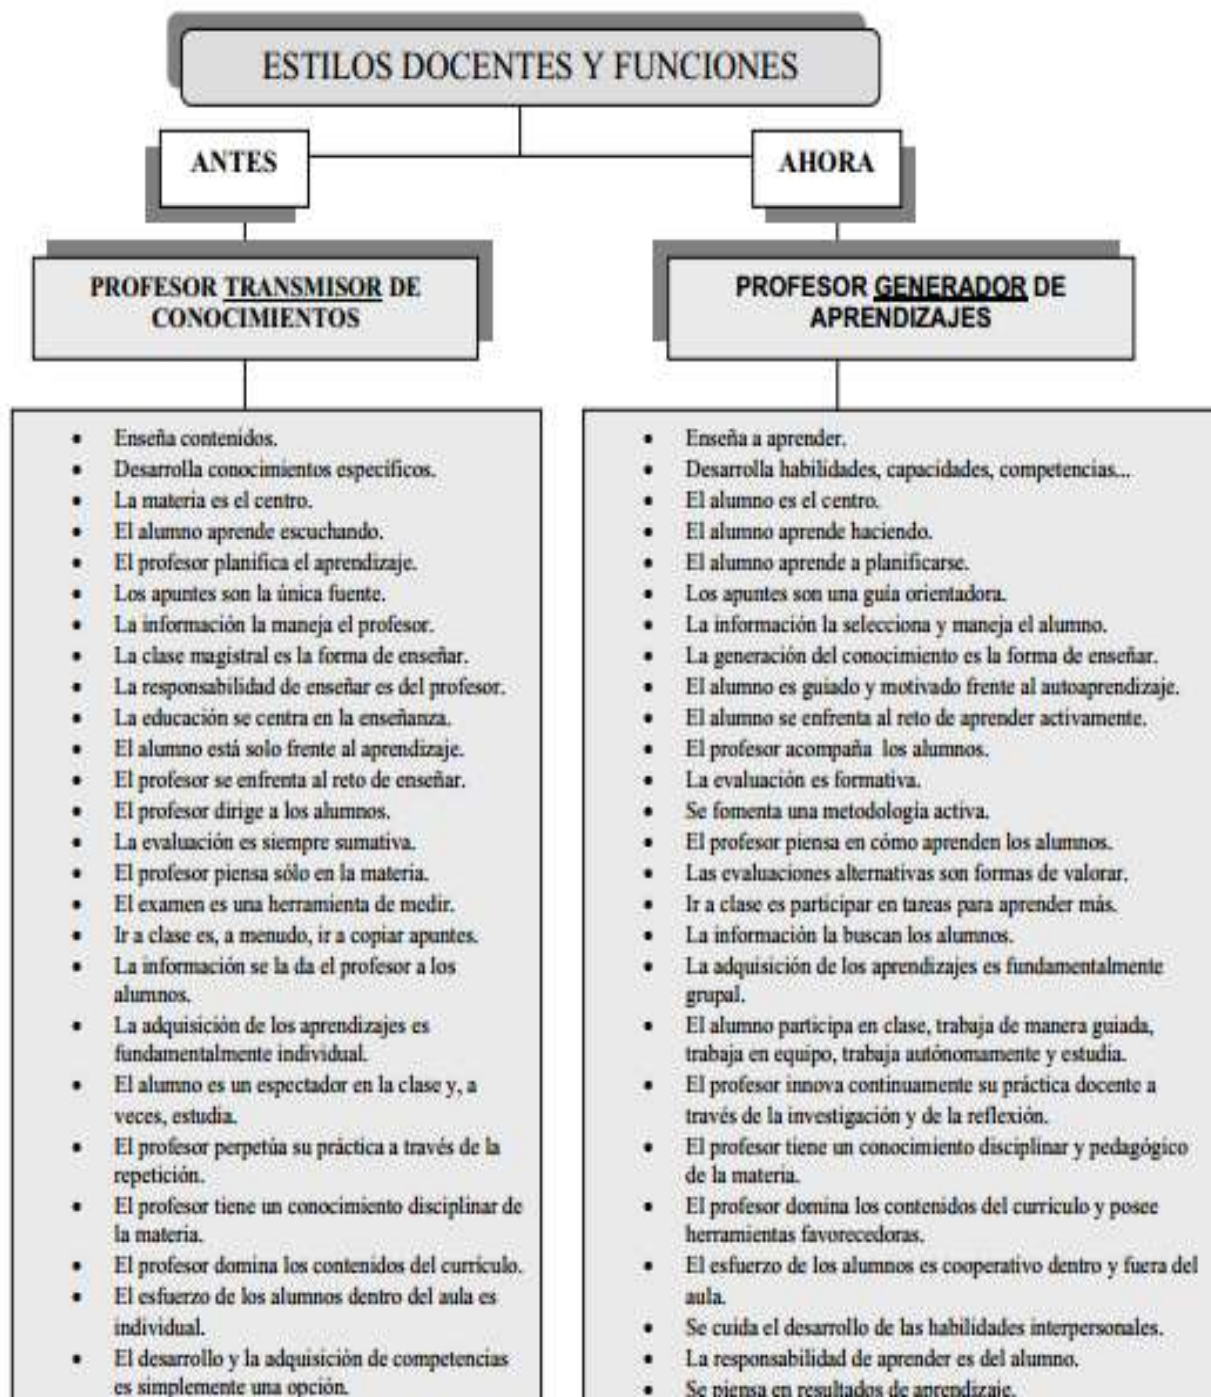 ESTILOS DOCENTES Y FUNCIONES
ANTES
AHORA
PROFESOR TRANSMISOR DE
CONOCIMIENTOS
PROFESOR GENERADOR DE
APRENDIZAJES
• Enseña contenidos.
• Desarrolla conocimientos específicos.
• La materia es el centro.
• El alumno aprende escuchando.
• El profesor planifica el aprendizaje.
• Los apuntes son la única fuente.
• La información la maneja el profesor.
• La clase magistral es la forma de enseñar.
• La responsabilidad de enseñar es del profesor.
• La educación se centra en la enseñanza.
• El alumno está solo frente al aprendizaje.
• El profesor se enfrenta al reto de enseñar.
• El profesor dirige a los alumnos.
• La evaluación es siempre sumativa.
• El profesor piensa sólo en la materia.
• El examen es una herramienta de medir.
• Ir a clase es, a menudo, ir a copiar apuntes.
• La información se la da el profesor a los
alumnos.
• La adquisición de los aprendizajes es
fundamentalmente individual.
• El alumno es un espectador en la clase y, a
veces, estudia.
• El profesor perpetúa su práctica a través de la
repetición.
• El profesor tiene un conocimiento disciplinar de
la materia.
• El profesor domina los contenidos del currículo.
• El esfuerzo de los alumnos dentro del aula es
individual.
• El desarrollo y la adquisición de competencias
es simplemente una opción.
• Enseña a aprender.
• Desarrolla habilidades, capacidades, competencias...
• El alumno es el centro.
• El alumno aprende haciendo.
• El alumno aprende a planificarse.
• Los apuntes son una guía orientadora.
• La información la selecciona y maneja el alumno.
• La generación del conocimiento es la forma de enseñar.
• El alumno es guiado y motivado frente al autoaprendizaje.
• El alumno se enfrenta al reto de aprender activamente.
• El profesor acompaña los alumnos.
• La evaluación es formativa.
• Se fomenta una metodología activa.
• El profesor piensa en cómo aprenden los alumnos.
• Las evaluaciones alternativas son formas de valorar.
• Ir a clase es participar en tareas para aprender más.
• La información la buscan los alumnos.
• La adquisición de los aprendizajes es fundamentalmente
grupal.
• El alumno participa en clase, trabaja de manera guiada,
trabaja en equipo, trabaja autónomamente y estudia.
• El profesor innova continuamente su práctica docente a
través de la investigación y de la reflexión.
• El profesor tiene un conocimiento disciplinar y pedagógico
de la materia.
• El profesor domina los contenidos del currículo y posee
herramientas favorecedoras.
• El esfuerzo de los alumnos es cooperativo dentro y fuera del
aula.
• Se cuida el desarrollo de las habilidades interpersonales.
• La responsabilidad de aprender es del alumno.
• Se piensa en resultados de aprendizaje.